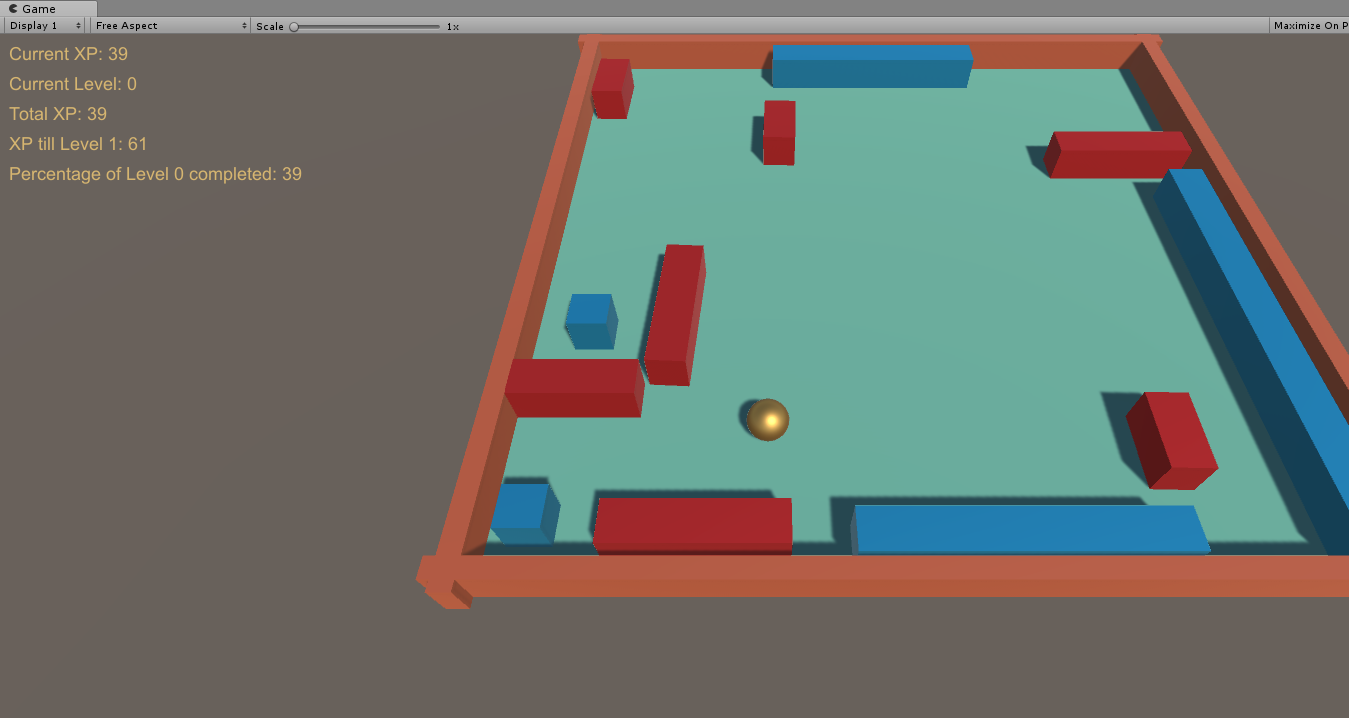 Game
Display 1 Free Aspect Scale 1x Maximize On P
Current XP: 39
Current Level: 0
Total XP: 39
XP till Level 1: 61
Percentage of Level 0 completed: 39